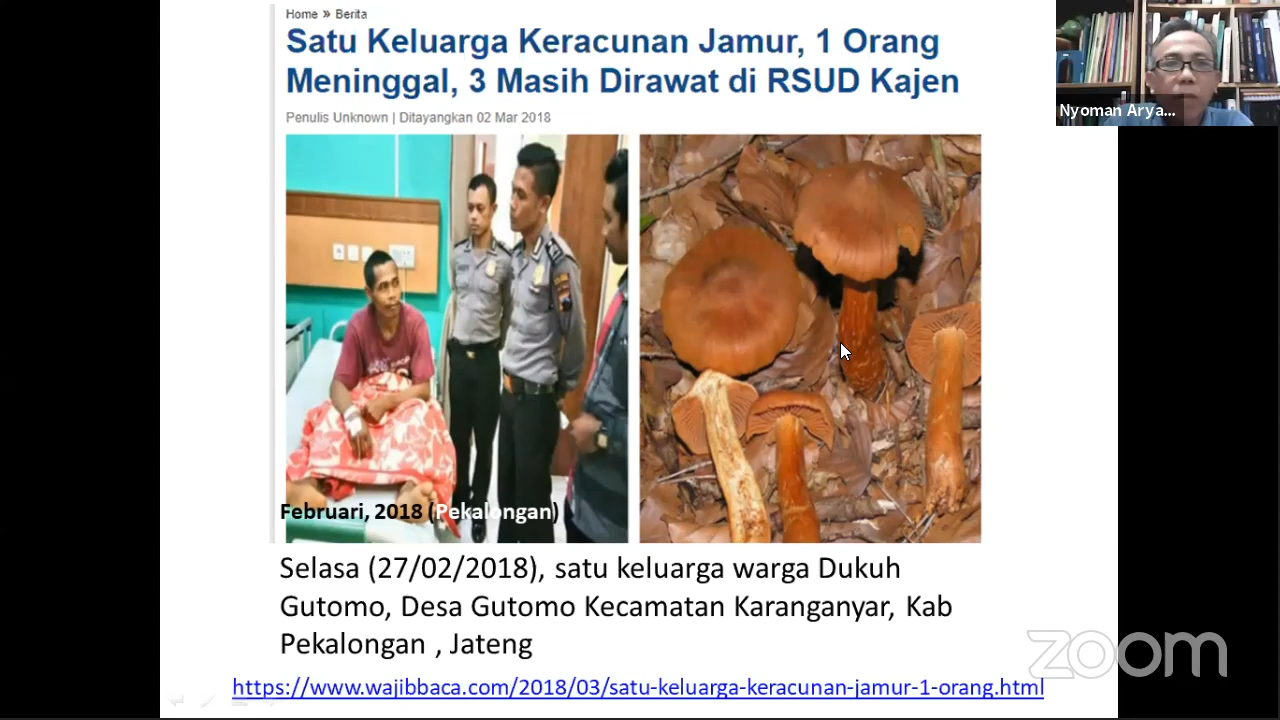 Home » Berita
Satu Keluarga Keracunan Jamur, 1 Orang
Meninggal, 3 Masih Dirawat di RSUD Kajen
Penulis Unknown | Ditayangkan 02 Mar 2018
Nyoman Arya...
Februari, 2018 (Pekalongan)
Selasa (27/02/2018), satu keluarga warga Dukuh
Gutomo, Desa Gutomo Kecamatan Karanganyar, Kab
Pekalongan , Jateng
zoom
https://www.wajibbaca.com/2018/03/satu-keluarga-keracunan-jamur-1-orang.html